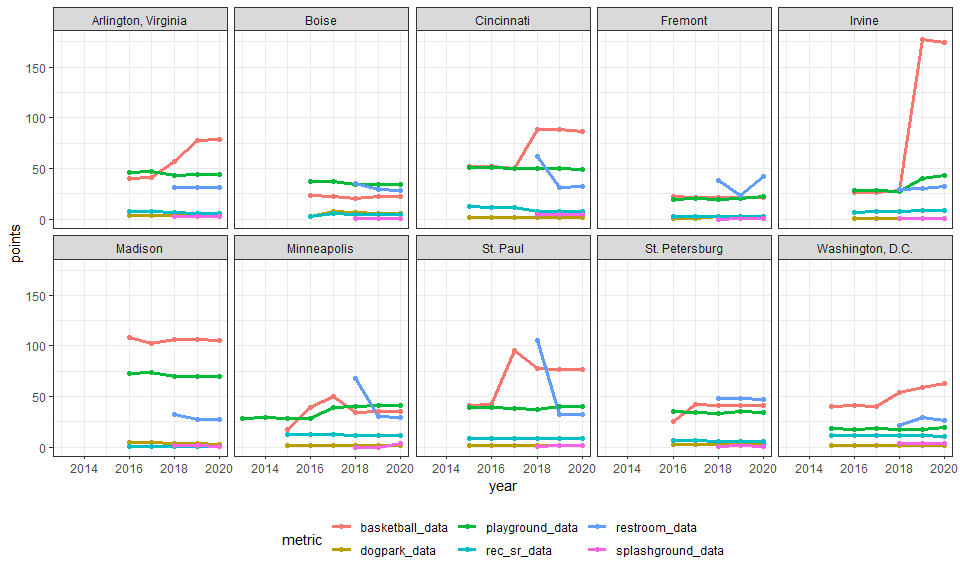 Arlington, Virginia Boise Cincinnati Fremont Irvine
150
100
50
0
Madison Minneapolis St. Paul St. Petersburg Washington, D.C.
150
100
50
0
points
2014 2016 2018 2020 2014 2016 2018 2020 2014 2016 2018 2020 2014 2016 2018 2020 2014 2016 2018 2020
year
metric
basketball_data playground_data restroom_data
dogpark_data rec_sr_data splashground_data